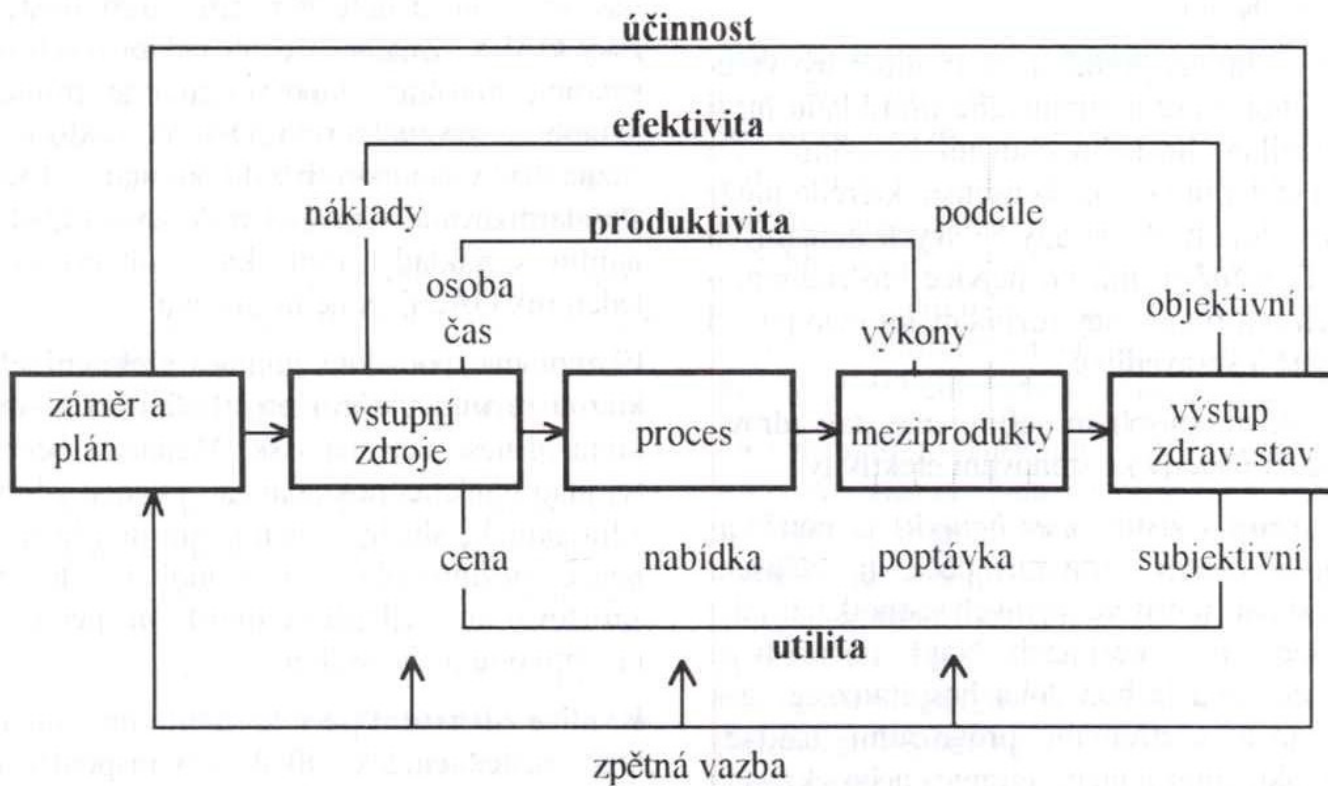 účinnost
efektivita
náklady
podcíle
produktivita
osoba
čas
výkony
objektivní
záměr a
plán
vstupní
zdroje
proces
meziprodukty
výstup
zdrav. stav
cena
nabídka
poptávka
subjektivní
utilita
zpětná vazba